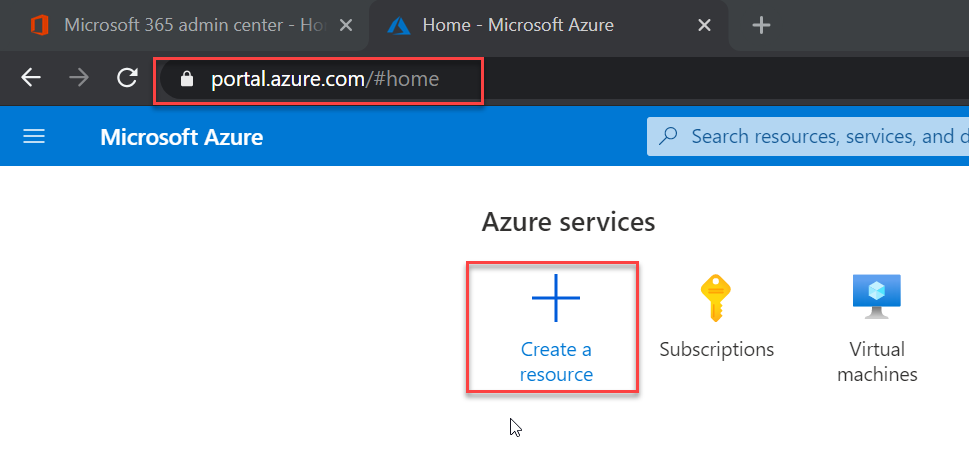 Microsoft 365 admin center - Ho
Home - Microsoft Azure
portal.azure.com/#home
Microsoft Azure
Search resources, services, and d
Azure services
Create a
resource
Subscriptions
Virtual
machines